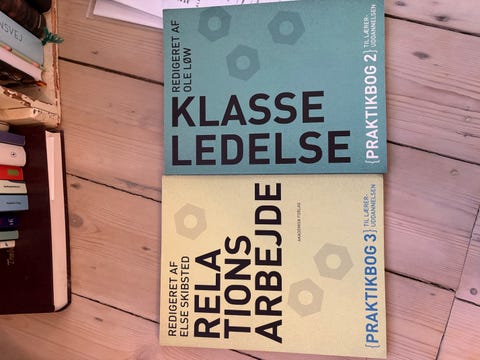 REDIGERET AF
OLE LØW
KLASSE
LEDELSE
{PRAKTIKBOG 2} TIL LÆRER-
UDDANNELSEN
REDIGERET AF
ELSE SKIBSTED
RELA
TIONS
ARBEJDE
AKADEMISK FORLAG
{PRAKTIKBOG 3} TIL LÆRER-
UDDANNELSEN